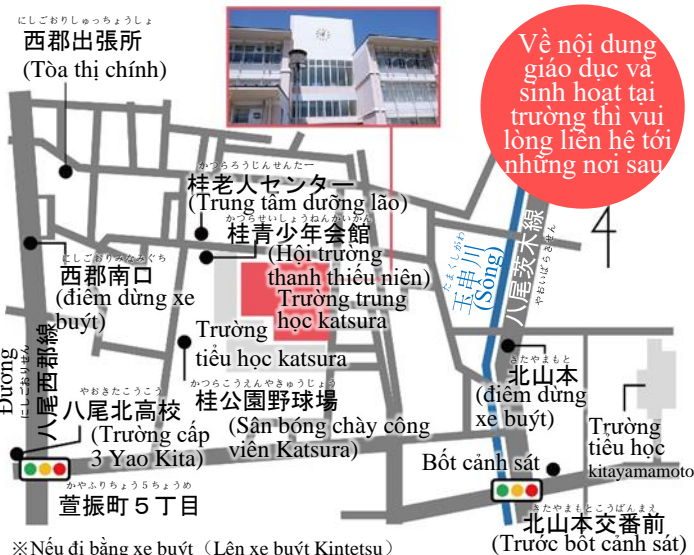 にしごおりしゅっちょうしょ
西郡出張所
(Tòa thị chính)
Về nội dung
giáo dục và
sinh hoạt tại
trường thì vui
lòng liên hệ tới
những nơi sau
かつらろうじんせんたー
桂老人センター
(Trung tâm dưỡng lão)
かつらせいしょうねんかいかん
桂青少年会館
(Hội trường
thanh thiếu niên)
Trường trung
học katsura
にしごおりみなみぐち
西郡南口
(điểm dừng xe
buýt)
たまくしがわ
玉串川
(Sông)
八尾茨木線
やおいばらきせん
4
Trường
tiểu học katsura
かつらこうえんやきゅうじょう
桂公園野球場
(Sân bóng chày công
viên Katsura)
Đường
にしごおりせん
八尾西郡線
やおきたこうこう
八尾北高校
(Trường cấp
3 Yao Kita)
きたやまもと
北山本
(điểm dừng
xe buýt)
Trường
tiểu học
kitayamamoto
Bốt cảnh sát
かやふりちょう5ちょうめ
萱振町5丁目
きたやまもとこうばんまえ
北山本交番前
(Trước bốt cảnh sát)
※Nếu đi bằng xe buýt（Lên xe buýt Kintetsu）